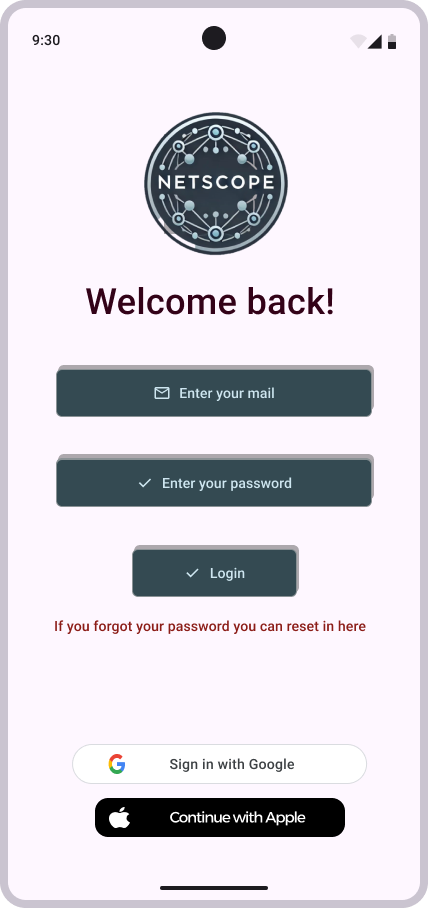 9:30
NETSCOPE
Welcome back!
Enter your mail
Enter your password
Login
If you forgot your password you can reset in here
Sign in with Google
Continue with Apple